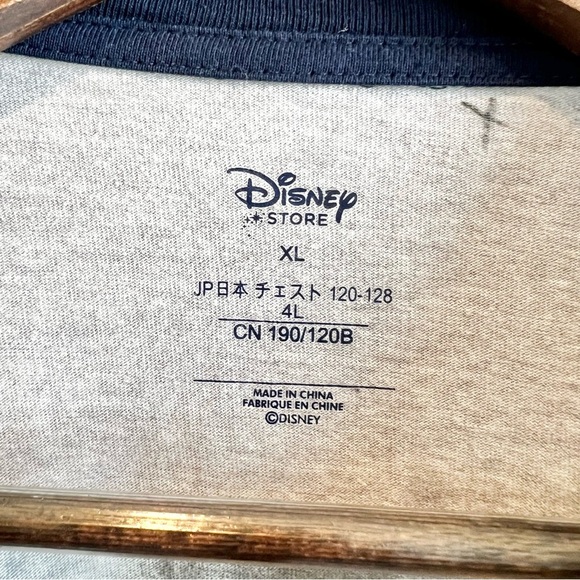 Disney
STORE
XL
JP日本 チェスト 120-128
4L
CN 190/120B
MADE IN CHINA
FABRIQUE EN CHINE
©DISNEY